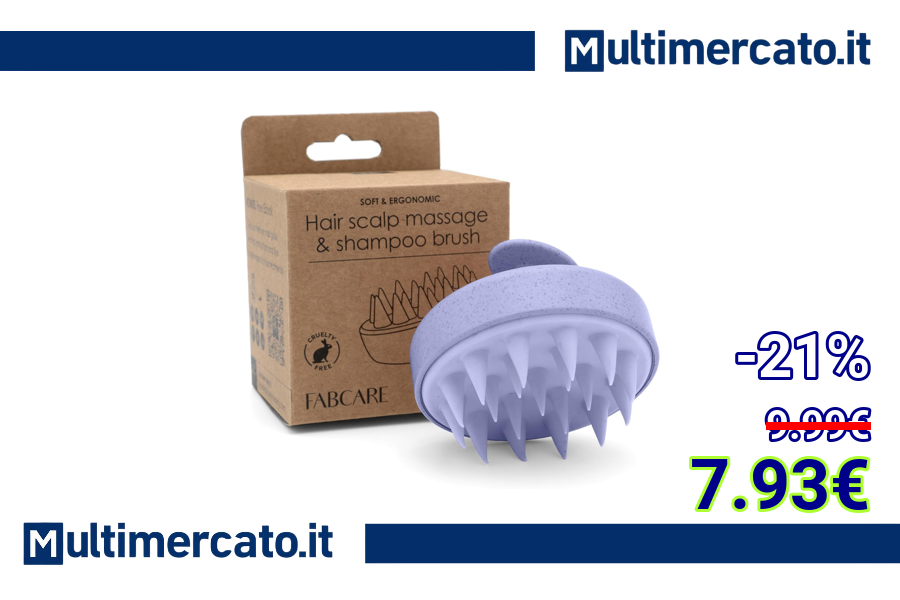 Multimercato.it
SOFT & ERGONOMIC
Hair scalp massage
& shampoo brush
CRUELTY
FREE
FABCARE
-21%
9.99€
7.93€
Multimercato.it